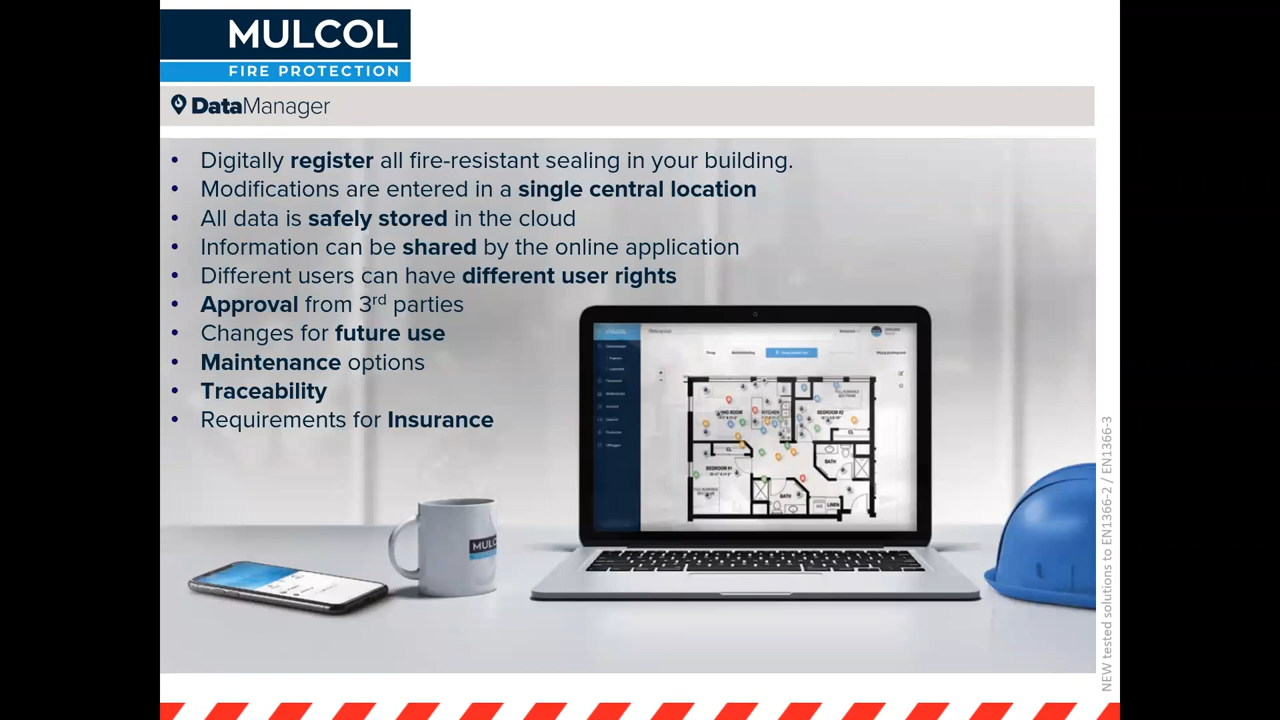 MULCOL
FIRE PROTECTION
DataManager
• Digitally register all fire-resistant sealing in your building.
• Modifications are entered in a single central location
• All data is safely stored in the cloud
• Information can be shared by the online application
• Different users can have different user rights
• Approval from 3rd parties
• Changes for future use
• Maintenance options
• Traceability
• Requirements for Insurance
KITCHEN
BEDROOM #2
CL
CL
BATH
BEDROOM #1
BATH
LINEN
MULCO
NEW tested solutions to EN1366-2 / EN1366-3